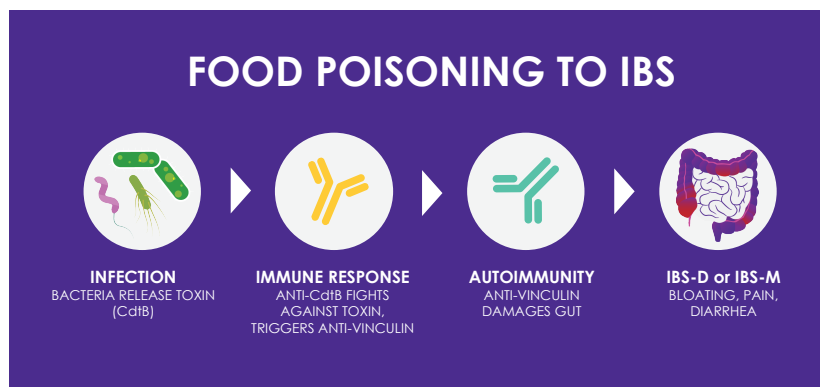 FOOD POISONING TO IBS
INFECTION
BACTERIA RELEASE TOXIN
(CdtB)
IMMUNE RESPONSE
ANTI-CdtB FIGHTS
AGAINST TOXIN,
TRIGGERS ANTI-VINCULIN
AUTOIMMUNITY
ANTI-VINCULIN
DAMAGES GUT
IBS-D or IBS-M
BLOATING, PAIN,
DIARRHEA